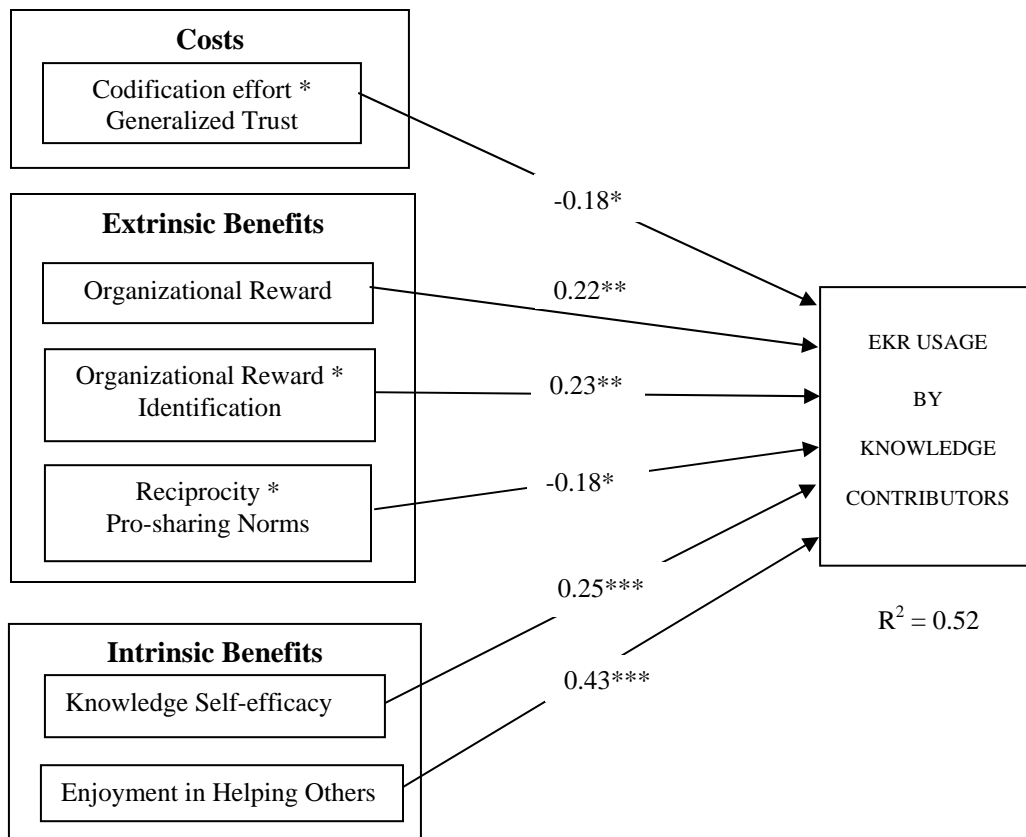 Costs
Codification effort *
Generalized Trust
-0.18*
Extrinsic Benefits
Organizational Reward
0.22**
Organizational Reward *
Identification
0.23**
Reciprocity *
Pro-sharing Norms
-0.18*
EKR USAGE
BY
KNOWLEDGE
CONTRIBUTORS
R² = 0.52
Intrinsic Benefits
Knowledge Self-efficacy
0.25***
Enjoyment in Helping Others
0.43***